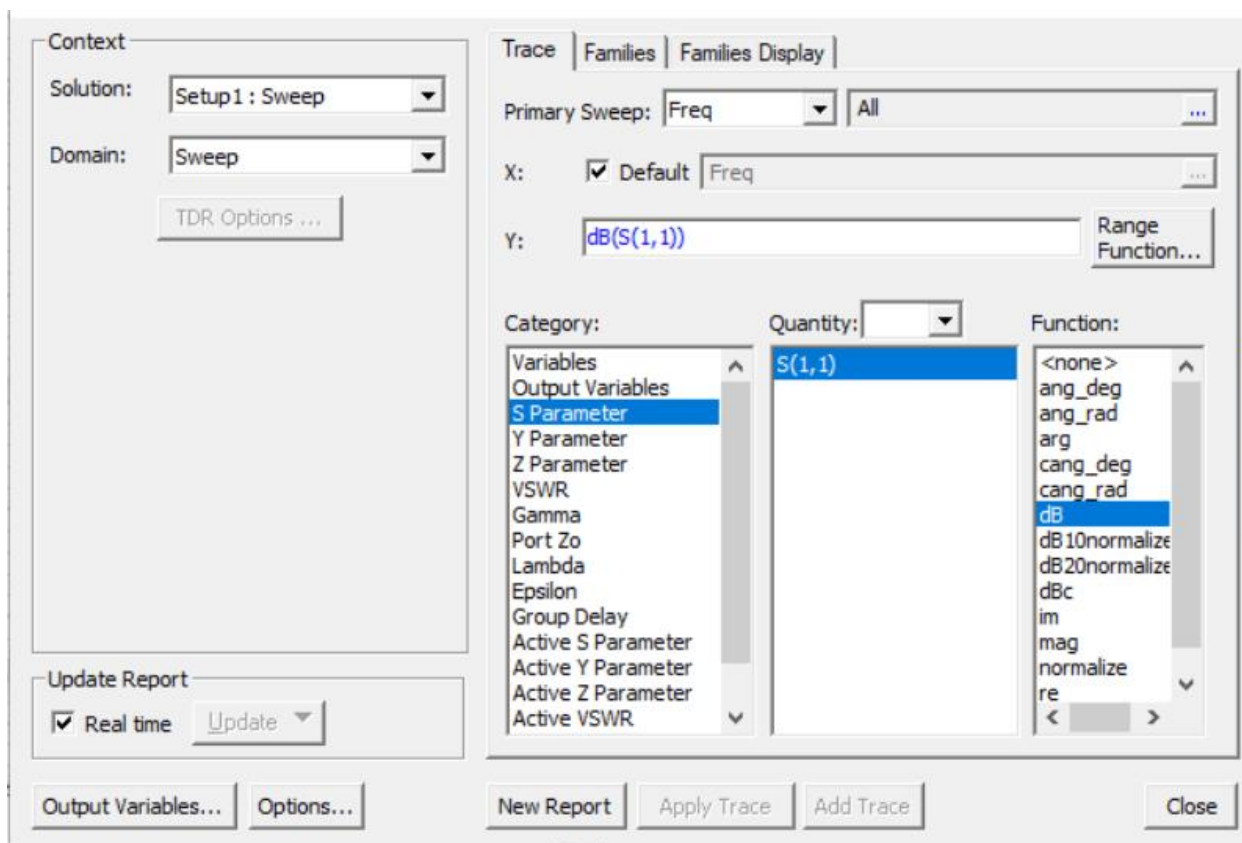 Context
Solution:
Setup1 : Sweep
Domain:
Sweep
TDR Options ...
Update Report
Real time
Update
Output Variables...
Options...
Trace
Families
Families Display
Primary Sweep:
Freq
All
...
X:
Default
Freq
...
Y:
dB(S(1,1))
Range
Function...
Category:
Variables
Output Variables
S Parameter
Y Parameter
Z Parameter
VSWR
Gamma
Port Zo
Lambda
Epsilon
Group Delay
Active S Parameter
Active Y Parameter
Active Z Parameter
Active VSWR
Quantity:
S(1,1)
Function:
<none>
ang_deg
ang_rad
arg
cang_deg
cang_rad
dB
dB10normalize
dB20normalize
dBc
im
mag
normalize
re
New Report
Apply Trace
Add Trace
Close